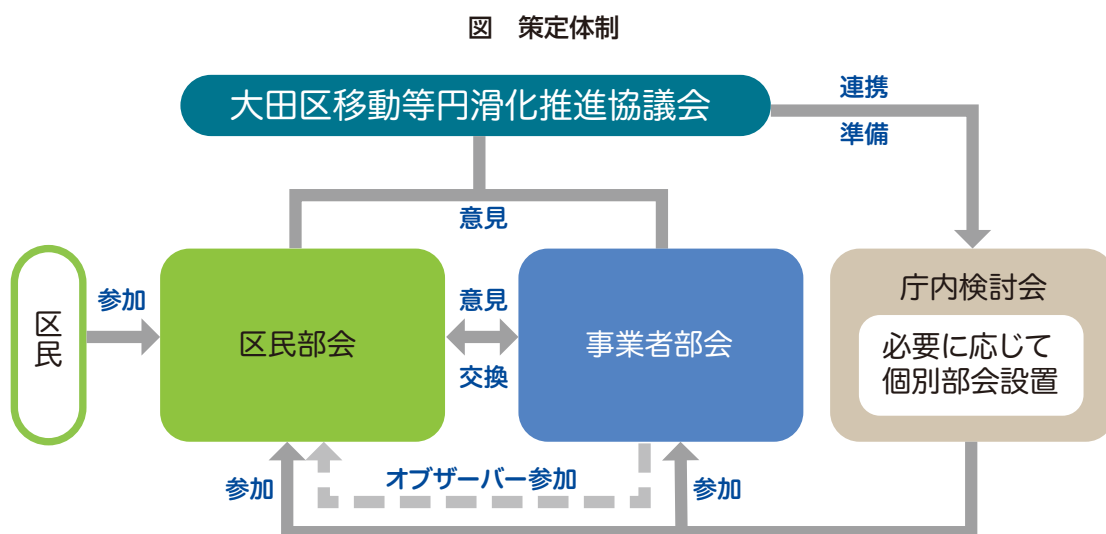 図　策定体制
大田区移動等円滑化推進協議会
連携
準備
意見
区民
参加
区民部会
意見
交換
事業者部会
庁内検討会
必要に応じて
個別部会設置
参加
オブザーバー参加
参加